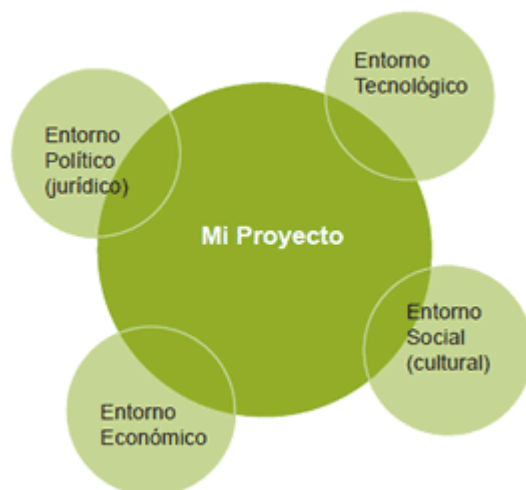 Entorno
Tecnológico
Entorno
Político
(jurídico)
Mi Proyecto
Entorno
Social
(cultural)
Entorno
Económico